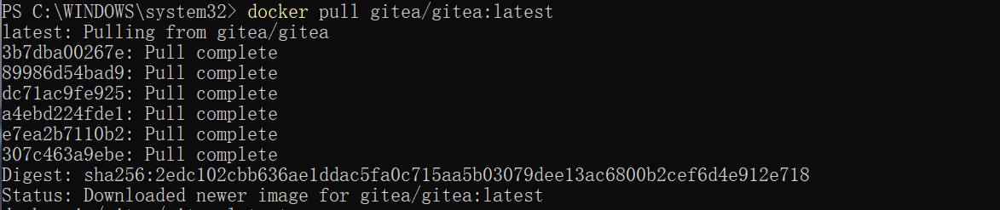 PS C:\WINDOWS\system32> docker pull gitea/gitea:latest
latest: Pulling from gitea/gitea
3b7dba00267e: Pull complete
89986d54bad9: Pull complete
dc71ac9fe925: Pull complete
a4ebd224fde1: Pull complete
e7ea2b7110b2: Pull complete
307c463a9ebe: Pull complete
Digest: sha256:2edc102cbb636ae1ddac5fa0c715aa5b03079dee13ac6800b2cef6d4e912e718
Status: Downloaded newer image for gitea/gitea:latest